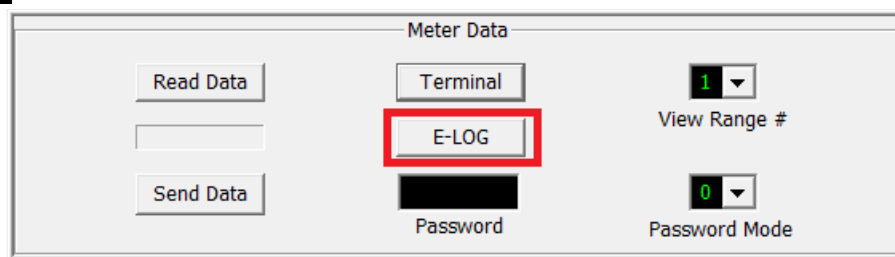 Meter Data
Read Data
Terminal
1
View Range #
E-LOG
Send Data
0
Password
Password Mode